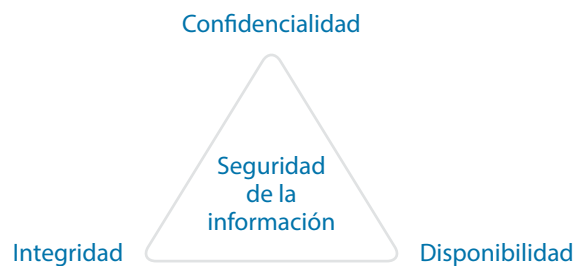 Confidencialidad
Seguridad
de la
información
Integridad
Disponibilidad